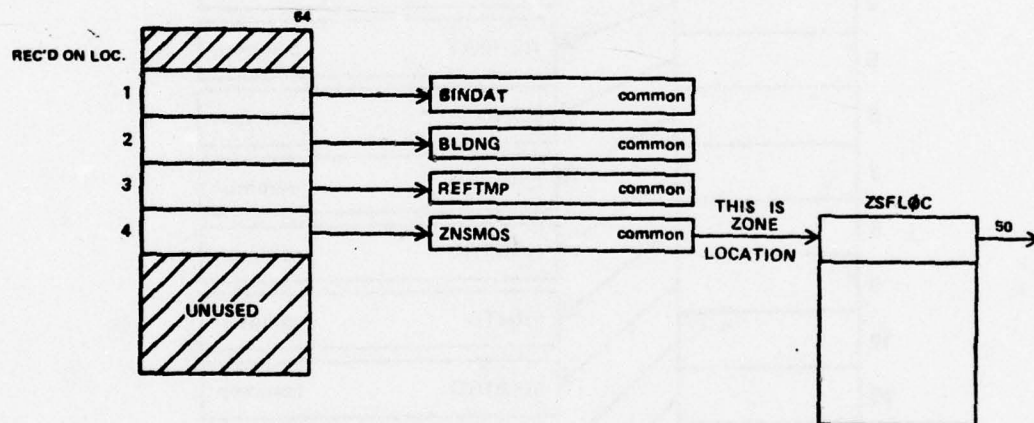 64
REC'D ON LOC.
1
BINDAT common
2
BLDNG common
3
REFTMP common
4
ZNSMOS common
THIS IS
ZONE
LOCATION
ZSFLØC
50
UNUSED